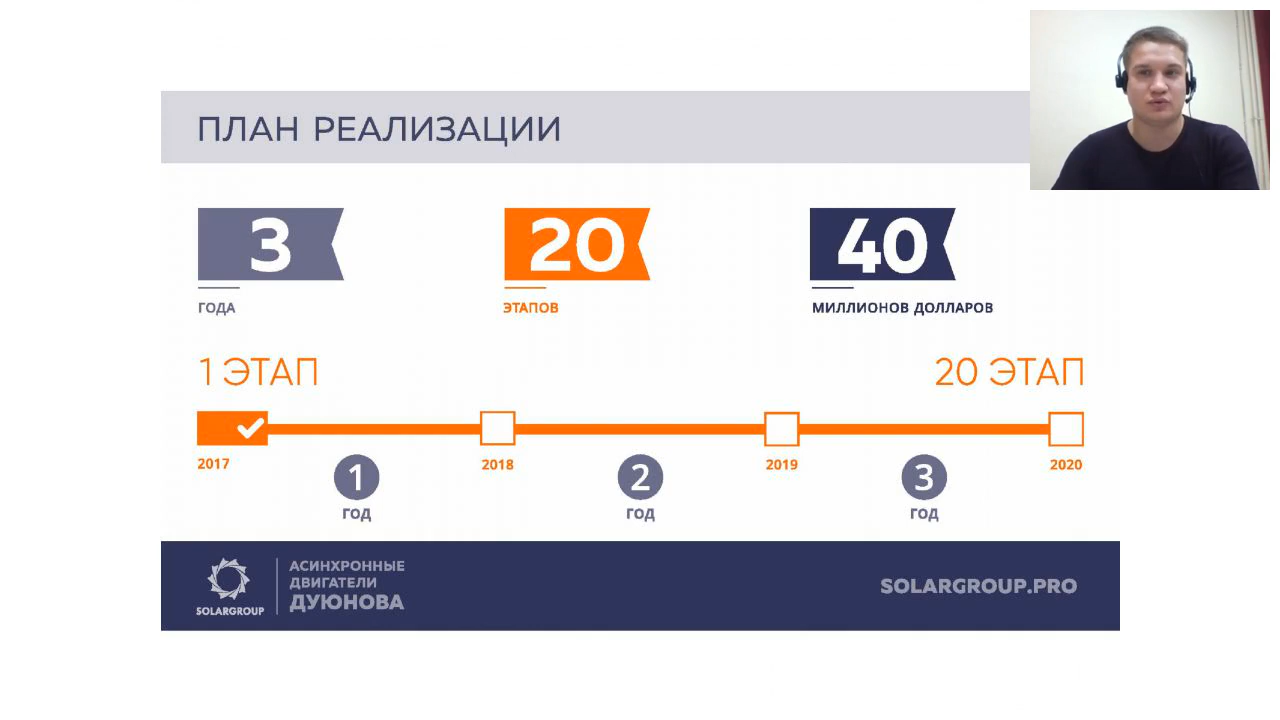 ПЛАН РЕАЛИЗАЦИИ
3
20
40
ГОДА
ЭТАПОВ
МИЛЛИОНОВ ДОЛЛАРОВ
1 ЭТАП
20 ЭТАП
2017
2018
2019
2020
1
2
3
ГОД
ГОД
ГОД
SOLARGROUP
АСИНХРОННЫЕ
ДВИГАТЕЛИ
ДУЮНОВА
SOLARGROUP.PRO